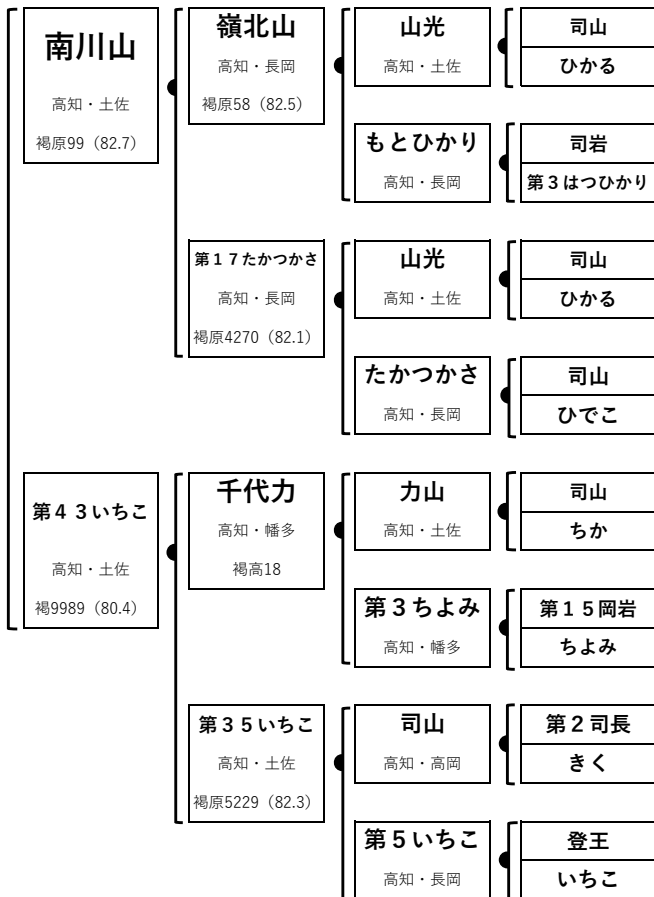 南川山
高知・土佐
褐原99（82.7）
嶺北山
高知・長岡
褐原58（82.5）
山光
高知・土佐
司山
ひかる
もとひかり
高知・長岡
司岩
第３はつひかり
第１７たかつかさ
高知・長岡
褐原4270（82.1）
山光
高知・土佐
司山
ひかる
たかつかさ
高知・長岡
司山
ひでこ
第４３いちこ
高知・土佐
褐9989（80.4）
千代力
高知・幡多
褐高18
力山
高知・土佐
司山
ちか
第３ちよみ
高知・幡多
第１５岡岩
ちよみ
第３５いちこ
高知・土佐
褐原5229（82.3）
司山
高知・高岡
第２司長
きく
第５いちこ
高知・長岡
登王
いちこ